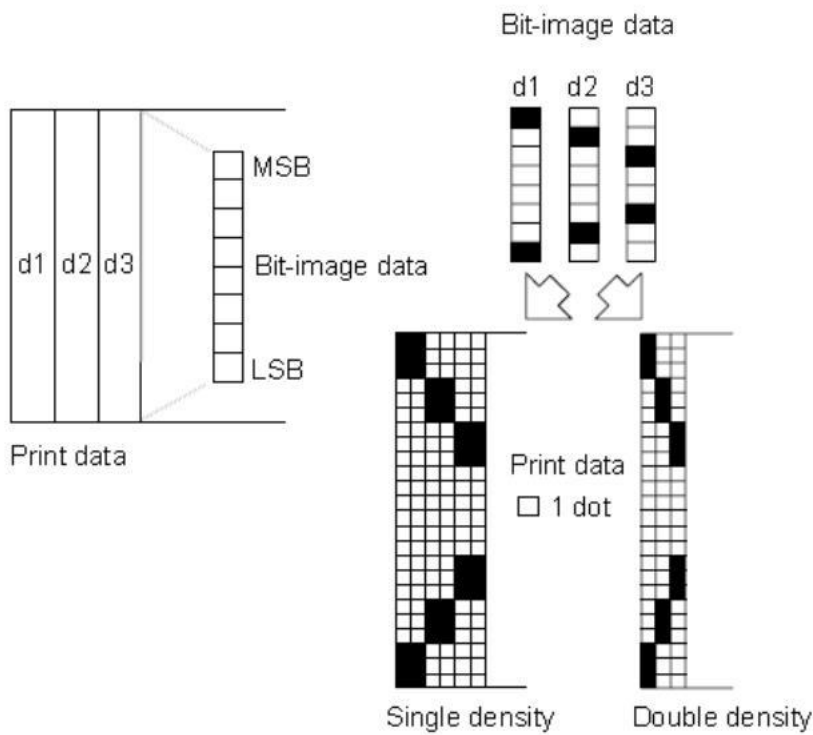 Bit-image data
d1 d2 d3
MSB
d1 d2 d3
Bit-image data
LSB
Print data
Print data
1 dot
Single density
Double density